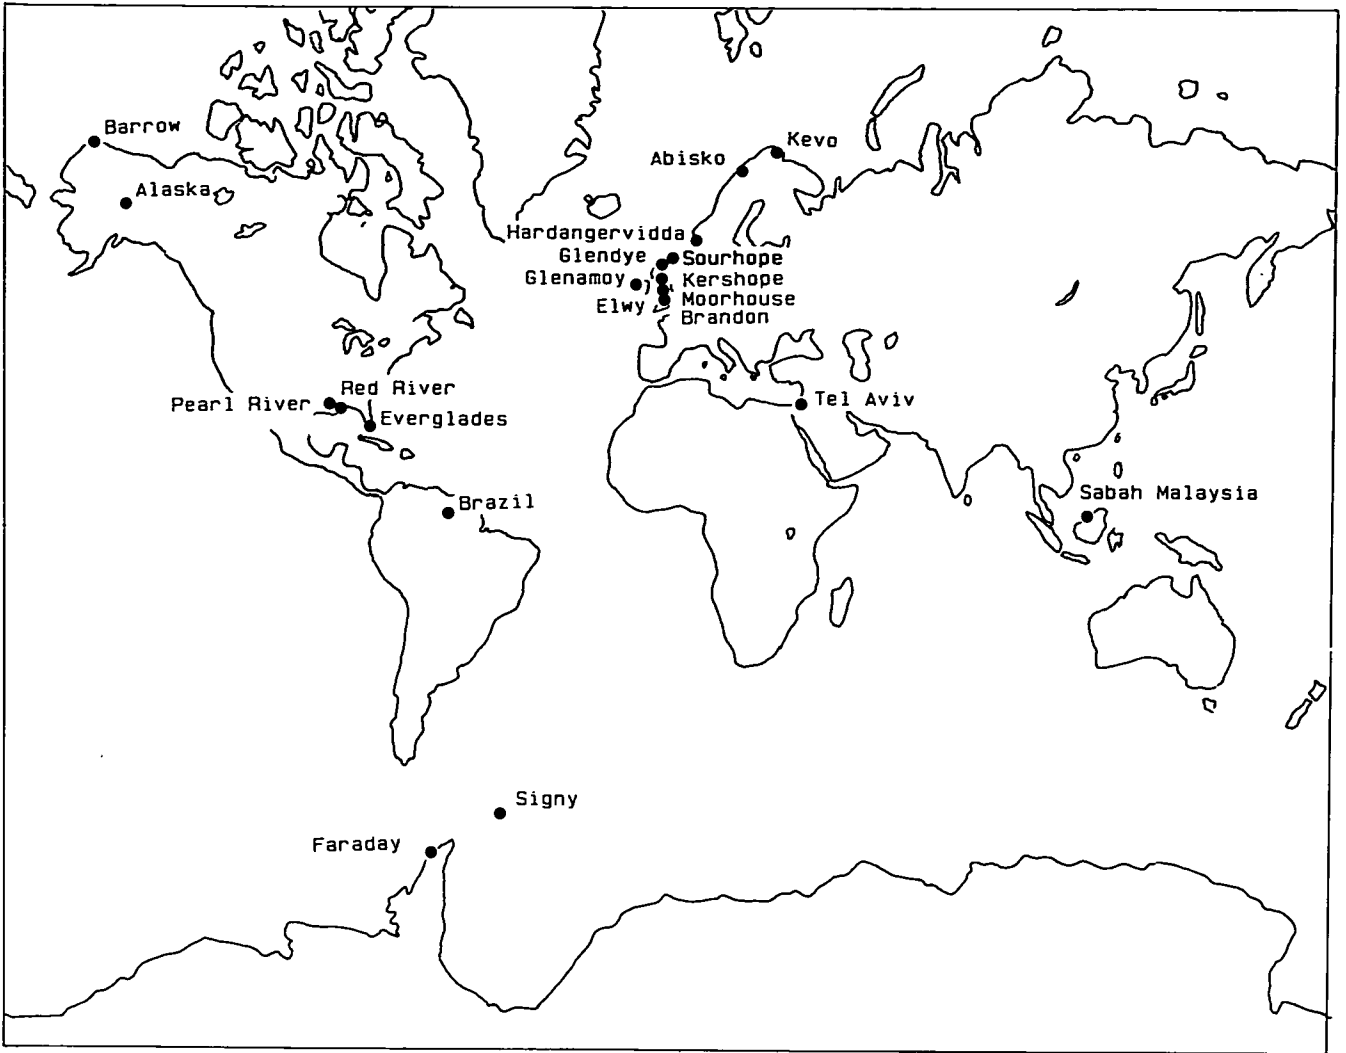 Barrow
Kevo
Abisko
Alaska
Hardangervidda
Glendye
Sourhope
Glenamoy
Kershope
Elwy
Moorhouse
Brandon
Red River
Pearl River
Tel Aviv
Everglades
Brazil
Sabah Malaysia
Signy
Faraday